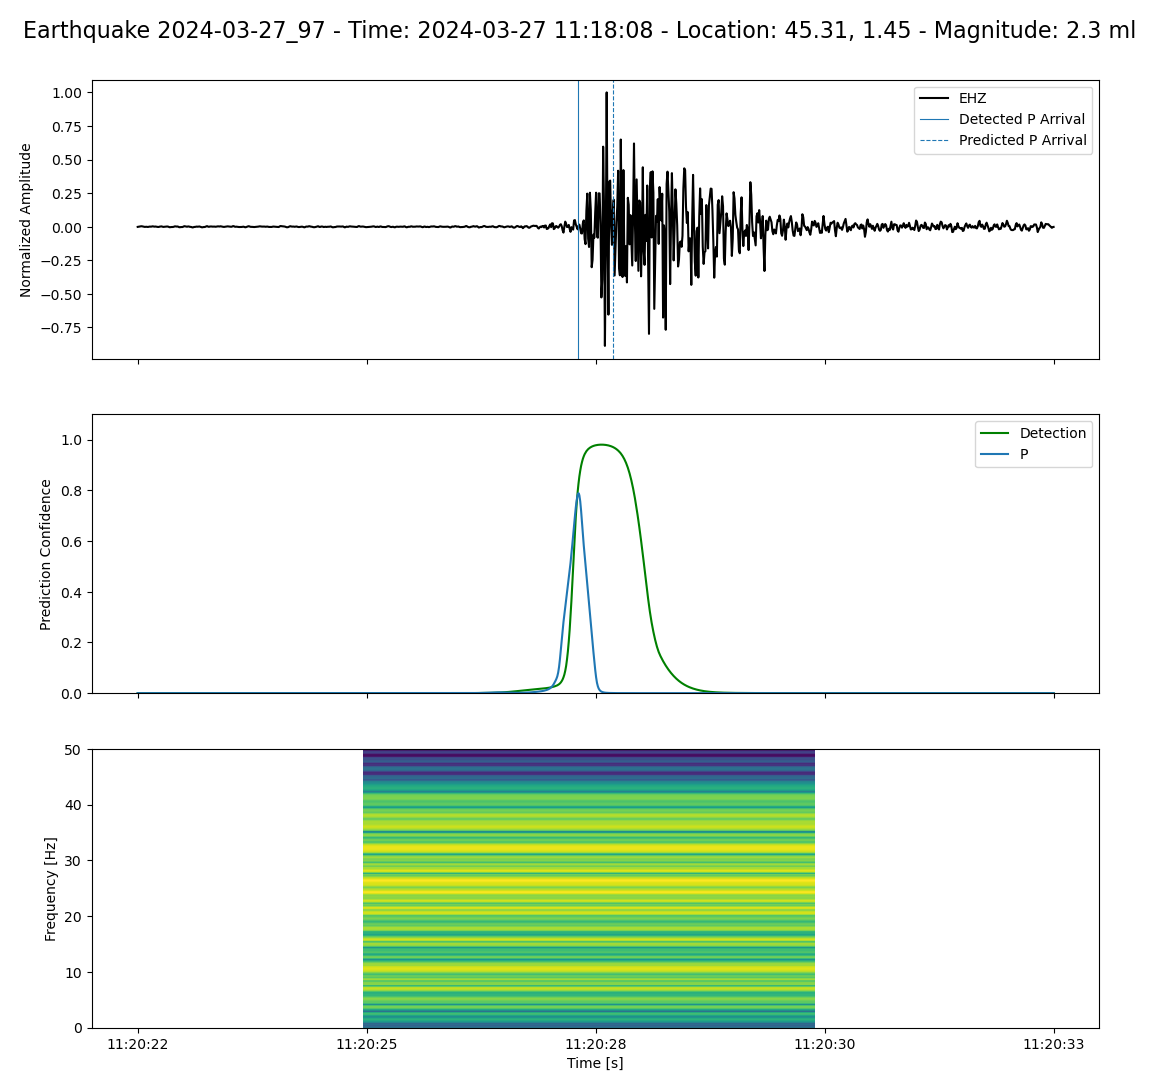 Earthquake 2024-03-27_97 - Time: 2024-03-27 11:18:08 - Location: 45.31, 1.45 - Magnitude: 2.3 ml
EHZ
Detected P Arrival
Predicted P Arrival
Normalized Amplitude
1.00
0.75
0.50
0.25
0.00
−0.25
−0.50
−0.75
Detection
P
Prediction Confidence
1.0
0.8
0.6
0.4
0.2
0.0
Frequency [Hz]
50
40
30
20
10
0
11:20:22 11:20:25 11:20:28 11:20:30 11:20:33
Time [s]